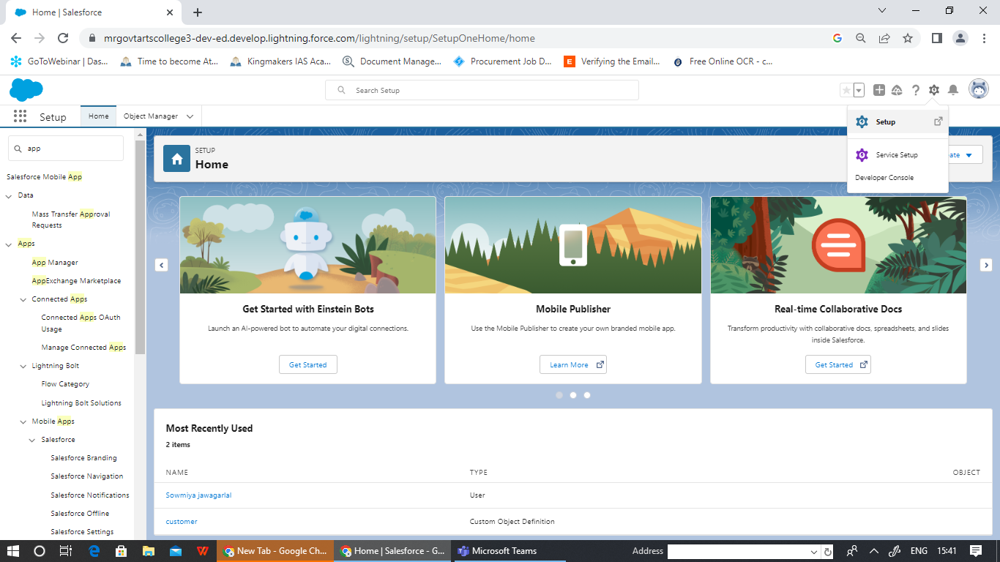 Home | Salesforce
mrgovtartscollege3-dev-ed.develop.lightning.force.com/lightning/setup/SetupOneHome/home
GoToWebinar | Das...
Time to become At...
Kingmakers IAS Aca...
Document Manage...
Procurement Job D...
E
Verifying the Email...
Free Online OCR - c...
Search Setup
Setup
Home
Object Manager
Setup
Service Setup
Developer Console
app
Salesforce Mobile App
Data
Mass Transfer Approval
Requests
Apps
App Manager
AppExchange Marketplace
Connected Apps
Connected Apps OAuth
Usage
Manage Connected Apps
Lightning Bolt
Flow Category
Lightning Bolt Solutions
Mobile Apps
Salesforce
Salesforce Branding
Salesforce Navigation
Salesforce Notifications
Salesforce Offline
Salesforce Settings
SETUP
Home
ate
Get Started with Einstein Bots
Launch an AI-powered bot to automate your digital connections.
Get Started
Mobile Publisher
Use the Mobile Publisher to create your own branded mobile app.
Learn More
Real-time Collaborative Docs
Transform productivity with collaborative docs, spreadsheets, and slides
inside Salesforce.
Get Started
Most Recently Used
2 items
NAME TYPE OBJECT
Sowmiya jawagarlal User
customer Custom Object Definition
New Tab - Google Ch...
Home | Salesforce - G...
Microsoft Teams
Address
ENG
15:41